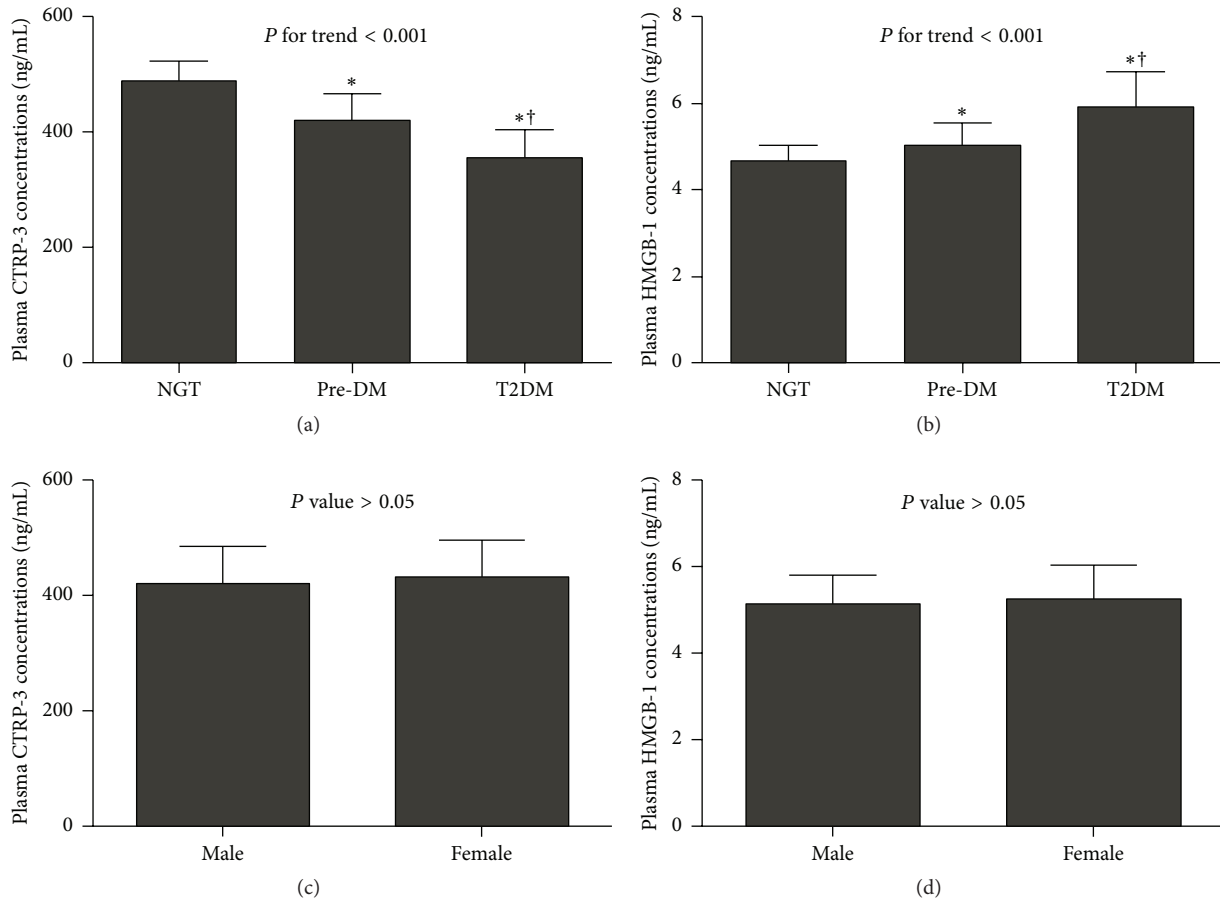 Plasma CTRP-3 concentrations (ng/mL)
600
400
200
0
P for trend < 0.001
*
*†
NGT Pre-DM T2DM
(a)
Plasma HMGB-1 concentrations (ng/mL)
8
6
4
2
0
P for trend < 0.001
*
*†
NGT Pre-DM T2DM
(b)
Plasma CTRP-3 concentrations (ng/mL)
600
400
200
0
P value > 0.05
Male Female
(c)
Plasma HMGB-1 concentrations (ng/mL)
8
6
4
2
0
P value > 0.05
Male Female
(d)